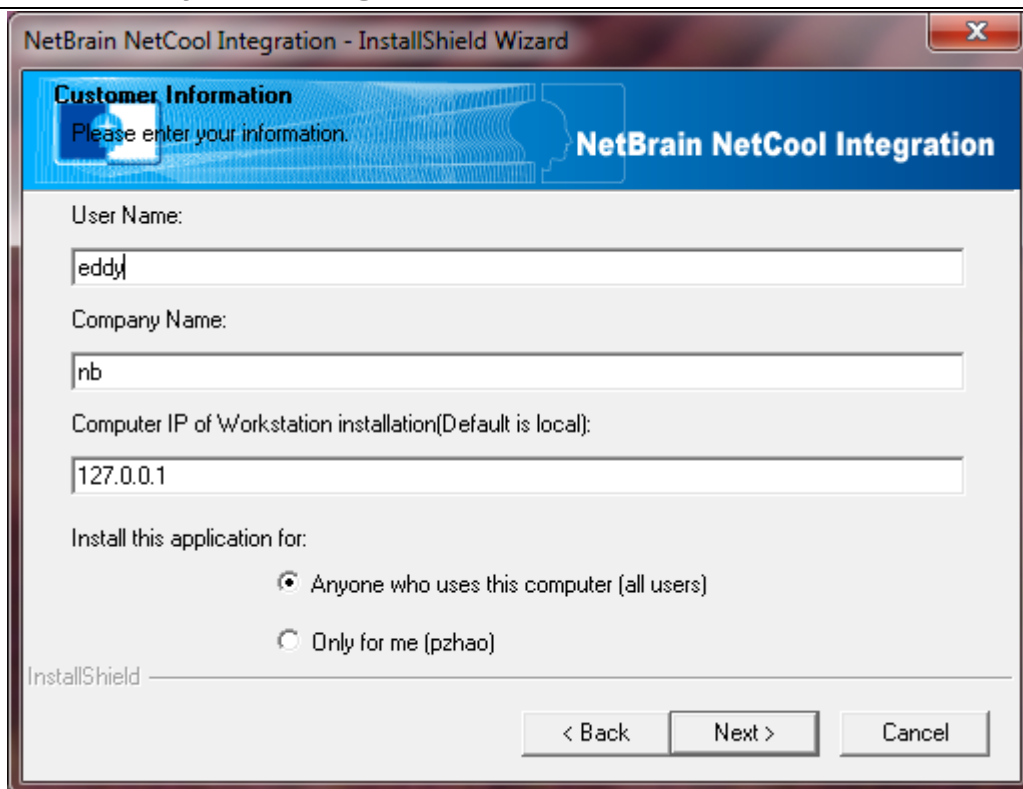 NetBrain NetCool Integration - InstallShield Wizard
Customer Information
Please enter your information.
NetBrain NetCool Integration
User Name:
eddy
Company Name:
nb
Computer IP of Workstation installation(Default is local):
127.0.0.1
Install this application for:
Anyone who uses this computer (all users)
Only for me (pzhao)
InstallShield
< Back Next > Cancel